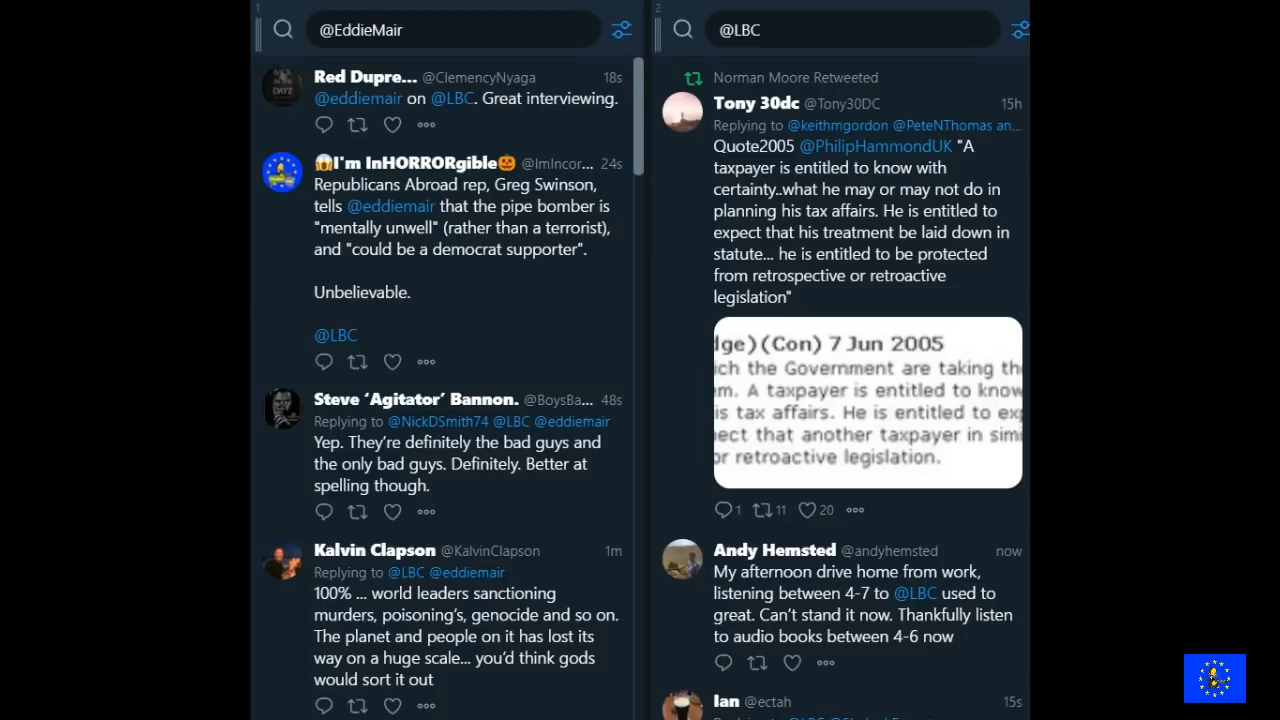 1
@EddieMair
Red Dupre... @ClemencyNyaga 18s
@eddiemair on @LBC. Great interviewing.
😱I'm InHORRORgible🎃 @ImIncor... 24s
Republicans Abroad rep, Greg Swinson,
tells @eddiemair that the pipe bomber is
"mentally unwell" (rather than a terrorist),
and "could be a democrat supporter".
Unbelievable.
@LBC
Steve ‘Agitator’ Bannon. @BoysBa... 48s
Replying to @NickDSmith74 @LBC @eddiemair
Yep. They’re definitely the bad guys and
the only bad guys. Definitely. Better at
spelling though.
Kalvin Clapson @KalvinClapson 1m
Replying to @LBC @eddiemair
100% ... world leaders sanctioning
murders, poisoning’s, genocide and so on.
The planet and people on it has lost its
way on a huge scale... you’d think gods
would sort it out
2
@LBC
Norman Moore Retweeted
Tony 30dc @Tony30DC 15h
Replying to @keithmgordon @PeteNThomas an...
Quote2005 @PhilipHammondUK "A
taxpayer is entitled to know with
certainty..what he may or may not do in
planning his tax affairs. He is entitled to
expect that his treatment be laid down in
statute... he is entitled to be protected
from retrospective or retroactive
legislation"
dge)(Con) 7 Jun 2005
ich the Government are taking the
em. A taxpayer is entitled to know
is tax affairs. He is entitled to exp
pect that another taxpayer in simi
or retroactive legislation.
1 11 20
Andy Hemsted @andyhemsted now
My afternoon drive home from work,
listening between 4-7 to @LBC used to
great. Can’t stand it now. Thankfully listen
to audio books between 4-6 now
Ian @ectah 15s